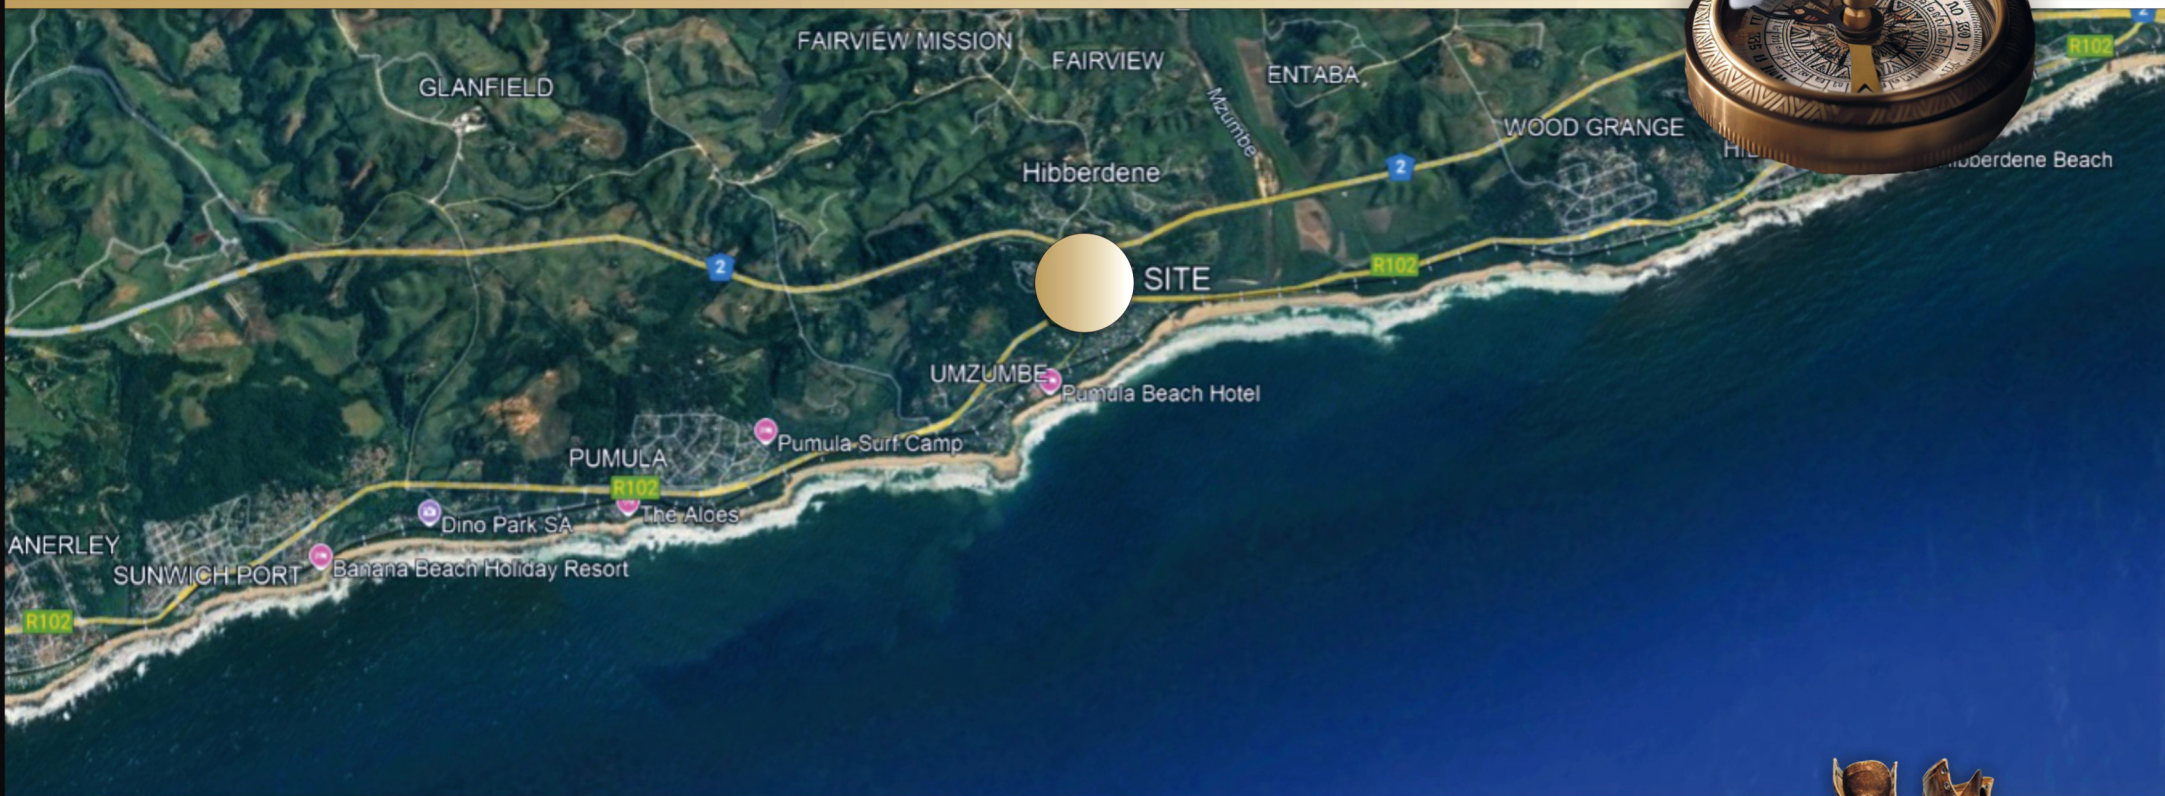 FAIRVIEW MISSION
FAIRVIEW
ENTABA
GLANFIELD
R102
2
Mzumbe
WOOD GRANGE
Hibberdene
2
Beach
2
SITE
R102
UMZUMBE
Pumula Beach Hotel
Pumula Surf Camp
PUMULA
R102
The Aloes
Dino Park SA
ANERLEY
SUNWICH PORT
Banana Beach Holiday Resort
R102